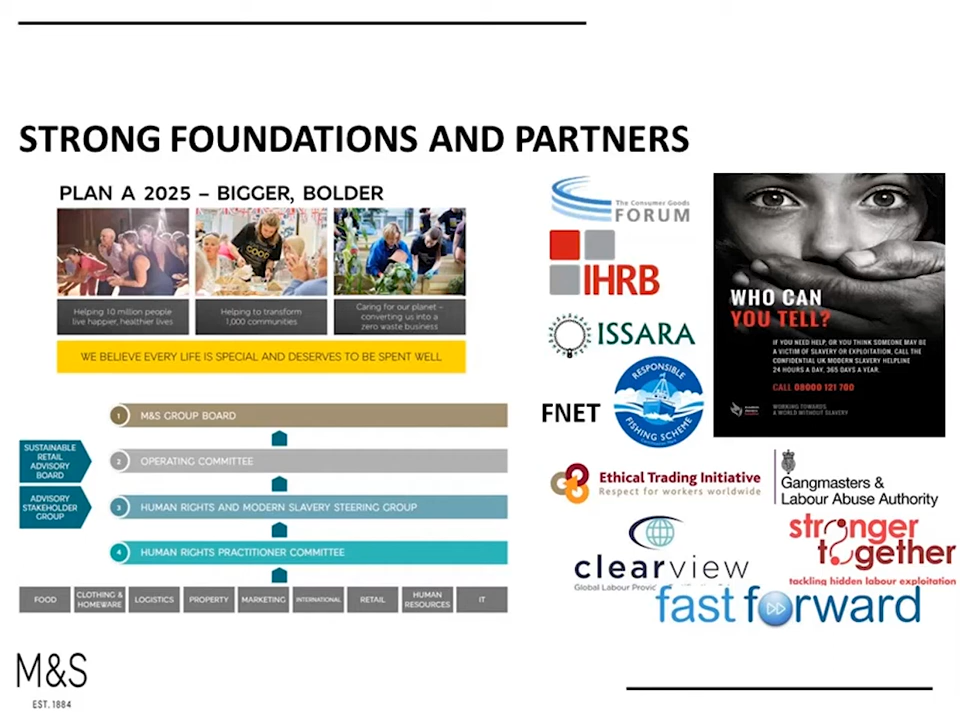 STRONG FOUNDATIONS AND PARTNERS
PLAN A 2025 – BIGGER, BOLDER
Helping 10 million people
live happier, healthier lives
Helping to transform
1,000 communities
Caring for our planet –
converting us into a
zero waste business
WE BELIEVE EVERY LIFE IS SPECIAL AND DESERVES TO BE SPENT WELL
1 M&S GROUP BOARD
SUSTAINABLE
RETAIL
ADVISORY
BOARD
2 OPERATING COMMITTEE
ADVISORY
STAKEHOLDER
GROUP
3 HUMAN RIGHTS AND MODERN SLAVERY STEERING GROUP
4 HUMAN RIGHTS PRACTITIONER COMMITTEE
FOOD
CLOTHING &
HOMEWARE
LOGISTICS
PROPERTY
MARKETING
INTERNATIONAL
RETAIL
HUMAN
RESOURCES
IT
The Consumer Goods
FORUM
IHRB
ISSARA
FNET
RESPONSIBLE
FISHING SCHEME
WHO CAN
YOU TELL?
IF YOU NEED HELP, OR YOU THINK SOMEONE MAY BE
A VICTIM OF SLAVERY OR EXPLOITATION, CALL THE
CONFIDENTIAL UK MODERN SLAVERY HELPLINE
24 HOURS A DAY, 365 DAYS A YEAR.
CALL 08000 121 700
WORKING TOWARDS
A WORLD WITHOUT SLAVERY
Ethical Trading Initiative
Respect for workers worldwide
Gangmasters &
Labour Abuse Authority
clearview
Global Labour Provi
stronger
together
tackling hidden labour exploitation
fast forward
M&S
EST. 1884